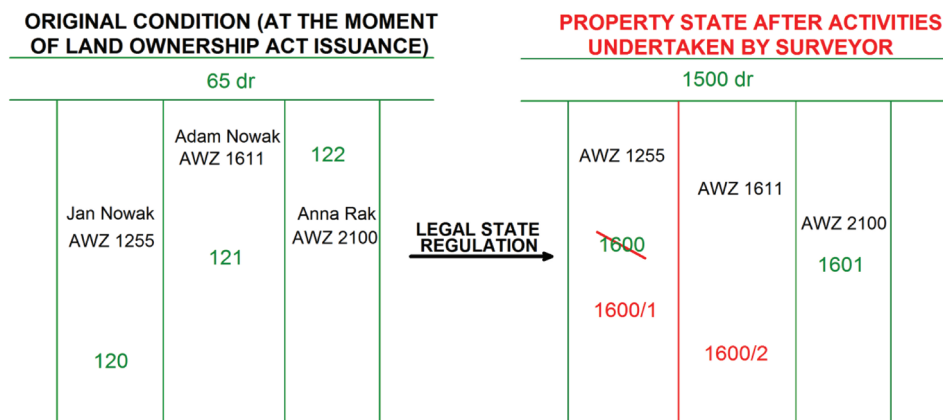 ORIGINAL CONDITION (AT THE MOMENT
OF LAND OWNERSHIP ACT ISSUANCE)
65 dr
Adam Nowak
AWZ 1611
122
Jan Nowak
AWZ 1255
Anna Rak
AWZ 2100
121
120
LEGAL STATE
REGULATION
PROPERTY STATE AFTER ACTIVITIES
UNDERTAKEN BY SURVEYOR
1500 dr
AWZ 1255
AWZ 1611
AWZ 2100
1600
1601
1600/1
1600/2